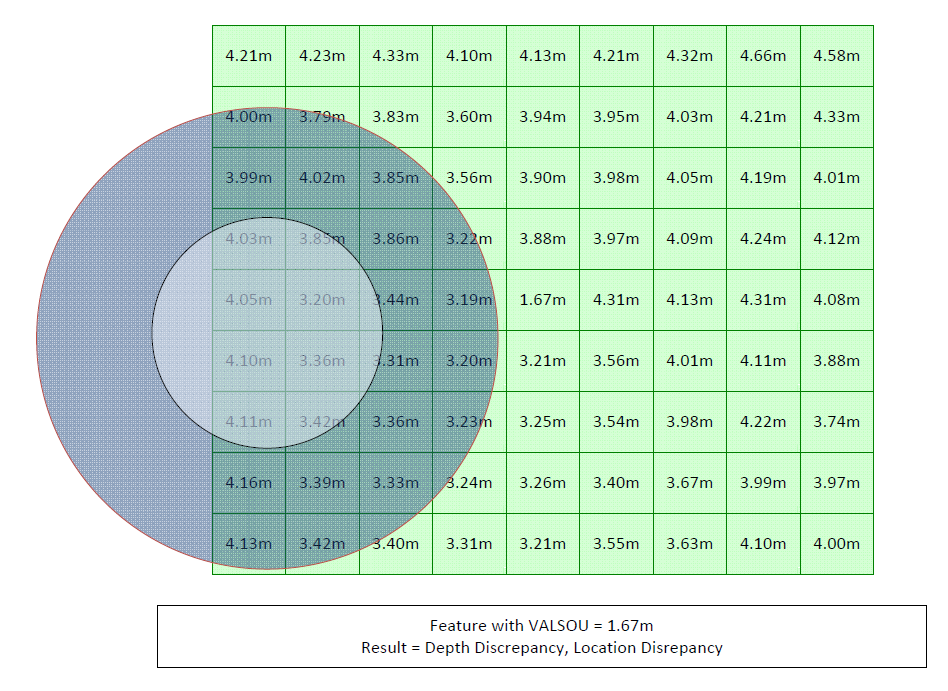 4.21m 4.23m 4.33m 4.10m 4.13m 4.21m 4.32m 4.66m 4.58m
4.00m 3.79m 3.83m 3.60m 3.94m 3.95m 4.03m 4.21m 4.33m
3.99m 4.02m 3.85m 3.56m 3.90m 3.98m 4.05m 4.19m 4.01m
4.03m 3.85m 3.86m 3.22m 3.88m 3.97m 4.09m 4.24m 4.12m
4.05m 3.20m 3.44m 3.19m 1.67m 4.31m 4.13m 4.31m 4.08m
4.10m 3.36m 3.31m 3.20m 3.21m 3.56m 4.01m 4.11m 3.88m
4.11m 3.42m 3.36m 3.23m 3.25m 3.54m 3.98m 4.22m 3.74m
4.16m 3.39m 3.33m 3.24m 3.26m 3.40m 3.67m 3.99m 3.97m
4.13m 3.42m 3.40m 3.31m 3.21m 3.55m 3.63m 4.10m 4.00m
Feature with VALSOU = 1.67m
Result = Depth Discrepancy, Location Disrepancy